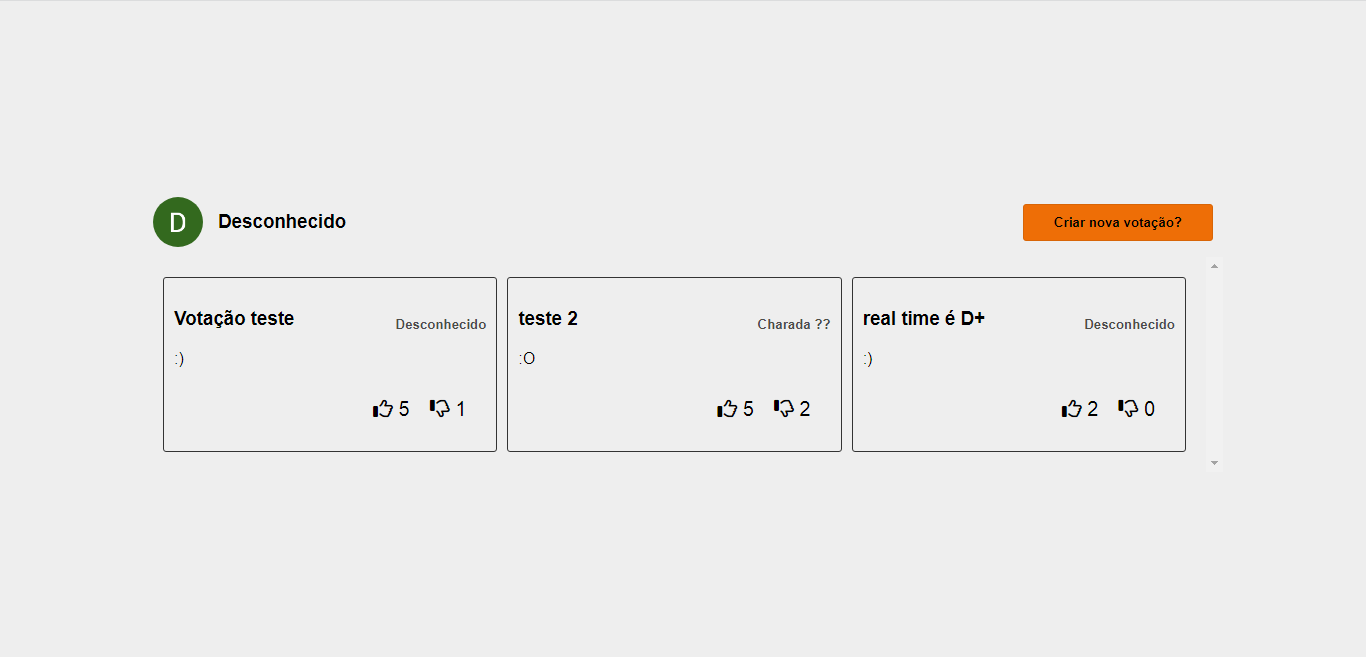 D
Desconhecido
Criar nova votação?
Votação teste
Desconhecido
:)
5 1
teste 2
Charada ??
:O
5 2
real time é D+
Desconhecido
:)
2 0